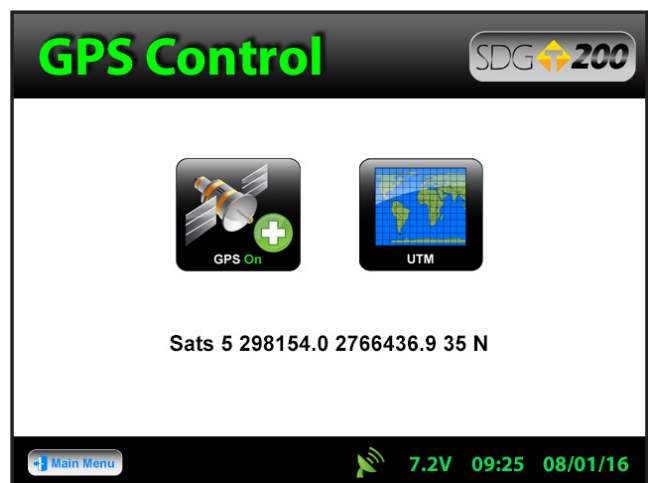 GPS Control
SDG T 200
GPS On
UTM
Sats 5 298154.0 2766436.9 35 N
Main Menu
7.2V 09:25 08/01/16